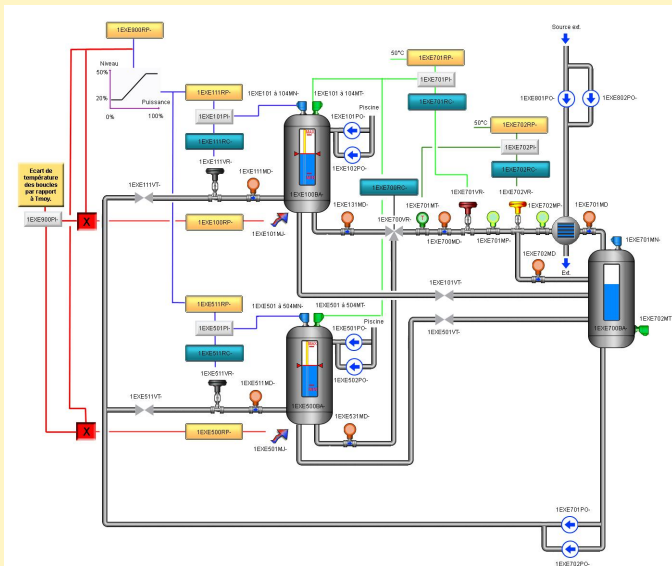 1EXE900RP-
Source ext.
Niveau
50%
20%
Puissance
0%
100%
1EXE111RP-
1EXE101PI-
1EXE111RC-
1EXE111VR-
1EXE101 à 104MN-
1EXE101 à 104MT-
Piscine
1EXE101PO-
1EXE102PO-
50°C
1EXE701RP-
1EXE701PI-
1EXE701RC-
50°C
1EXE702RP-
1EXE702PI-
1EXE702RC-
1EXE801PO-
1EXE802PO-
Ecart de
température
des boucles
par rapport
à Tmoy.
1EXE900PI-
X
1EXE111VT-
1EXE111MD-
1EXE100BA-
1EXE100RP-
1EXE101MJ-
1EXE131MD-
1EXE700RC-
1EXE700VR-
1EXE701MT-
1EXE700MD-
1EXE701VR-
1EXE701MP-
1EXE702VR-
1EXE702MP-
1EXE701MD
1EXE701MN-
Ext.
1EXE702MD
1EXE101VT-
1EXE700BA-
1EXE702MT
1EXE501VT-
1EXE511RP-
1EXE501PI-
1EXE511RC-
1EXE511VR-
1EXE501 à 504MN-
1EXE501 à 504MT-
Piscine
1EXE501PO-
1EXE502PO-
1EXE511VT-
1EXE511MD-
1EXE500BA-
1EXE531MD-
X
1EXE500RP-
1EXE501MJ-
1EXE701PO-
1EXE702PO-